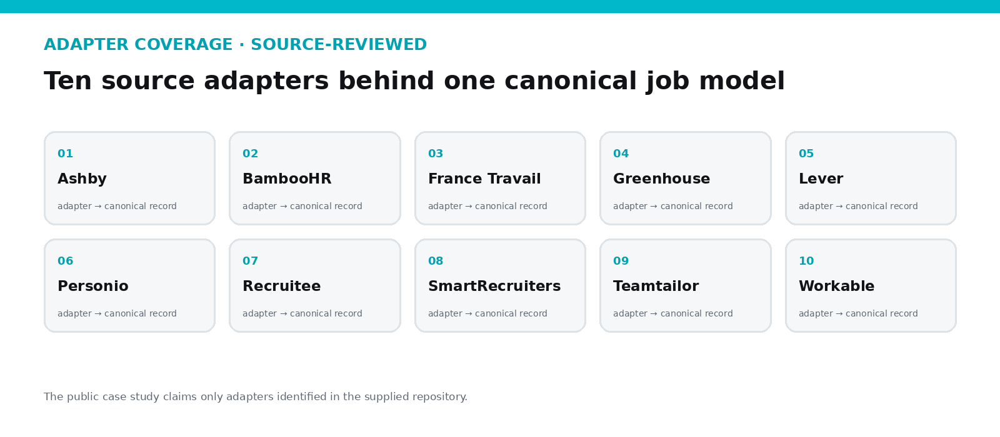 ADAPTER COVERAGE · SOURCE-REVIEWED
Ten source adapters behind one canonical job model
01
Ashby
adapter → canonical record
02
BambooHR
adapter → canonical record
03
France Travail
adapter → canonical record
04
Greenhouse
adapter → canonical record
05
Lever
adapter → canonical record
06
Personio
adapter → canonical record
07
Recruitee
adapter → canonical record
08
SmartRecruiters
adapter → canonical record
09
Teamtailor
adapter → canonical record
10
Workable
adapter → canonical record
The public case study claims only adapters identified in the supplied repository.